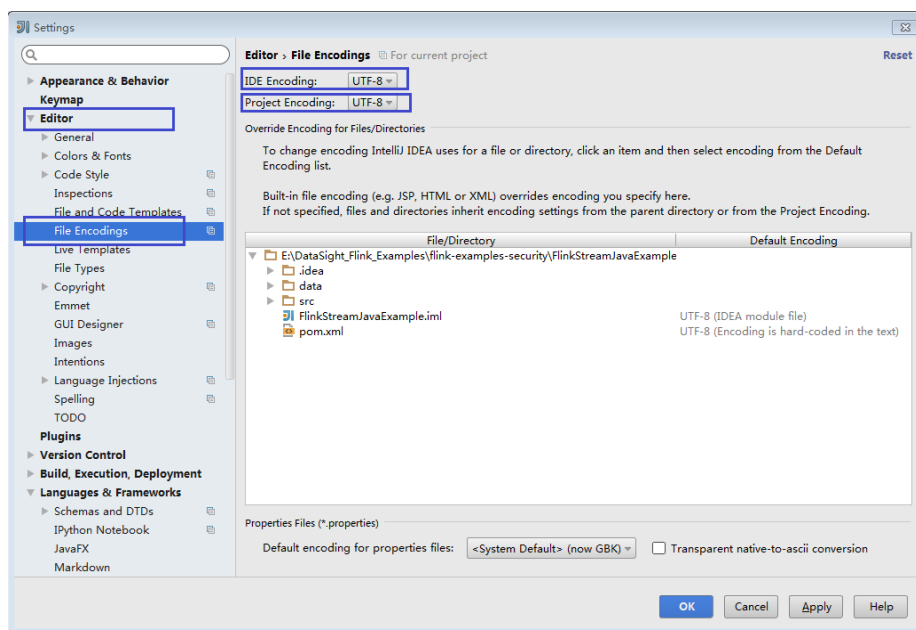 Settings
Editor › File Encodings For current project Reset
Appearance & Behavior
Keymap
Editor
General
Colors & Fonts
Code Style
Inspections
File and Code Templates
File Encodings
Live Templates
File Types
Copyright
Emmet
GUI Designer
Images
Intentions
Language Injections
Spelling
TODO
Plugins
Version Control
Build, Execution, Deployment
Languages & Frameworks
Schemas and DTDs
IPython Notebook
JavaFX
Markdown
IDE Encoding: UTF-8
Project Encoding: UTF-8
Override Encoding for Files/Directories
To change encoding IntelliJ IDEA uses for a file or directory, click an item and then select encoding from the Default
Encoding list.
Built-in file encoding (e.g. JSP, HTML or XML) overrides encoding you specify here.
If not specified, files and directories inherit encoding settings from the parent directory or from the Project Encoding.
File/Directory Default Encoding
E:\DataSight_Flink_Examples\flink-examples-security\FlinkStreamJavaExample
.idea
data
src
FlinkStreamJavaExample.iml UTF-8 (IDEA module file)
pom.xml UTF-8 (Encoding is hard-coded in the text)
Properties Files (*.properties)
Default encoding for properties files: <System Default> (now GBK) Transparent native-to-ascii conversion
OK Cancel Apply Help